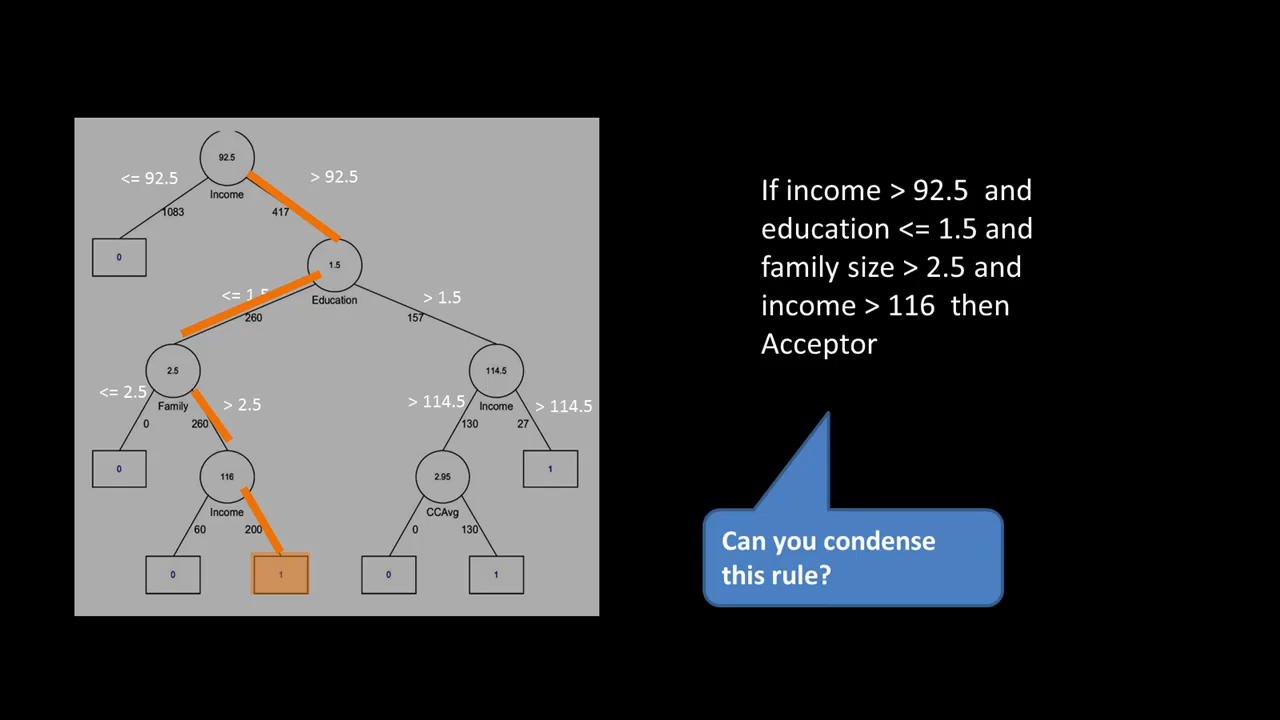 92.5
<= 92.5
> 92.5
Income
1083
417
0
1.5
Education
<= 1.5
> 1.5
260
157
2.5
114.5
<= 2.5
Family
> 2.5
> 114.5
Income
> 114.5
0
260
130
27
0
116
2.95
1
Income
CCAvg
60
200
0
130
0
1
0
1
If income > 92.5 and
education <= 1.5 and
family size > 2.5 and
income > 116 then
Acceptor
Can you condense
this rule?